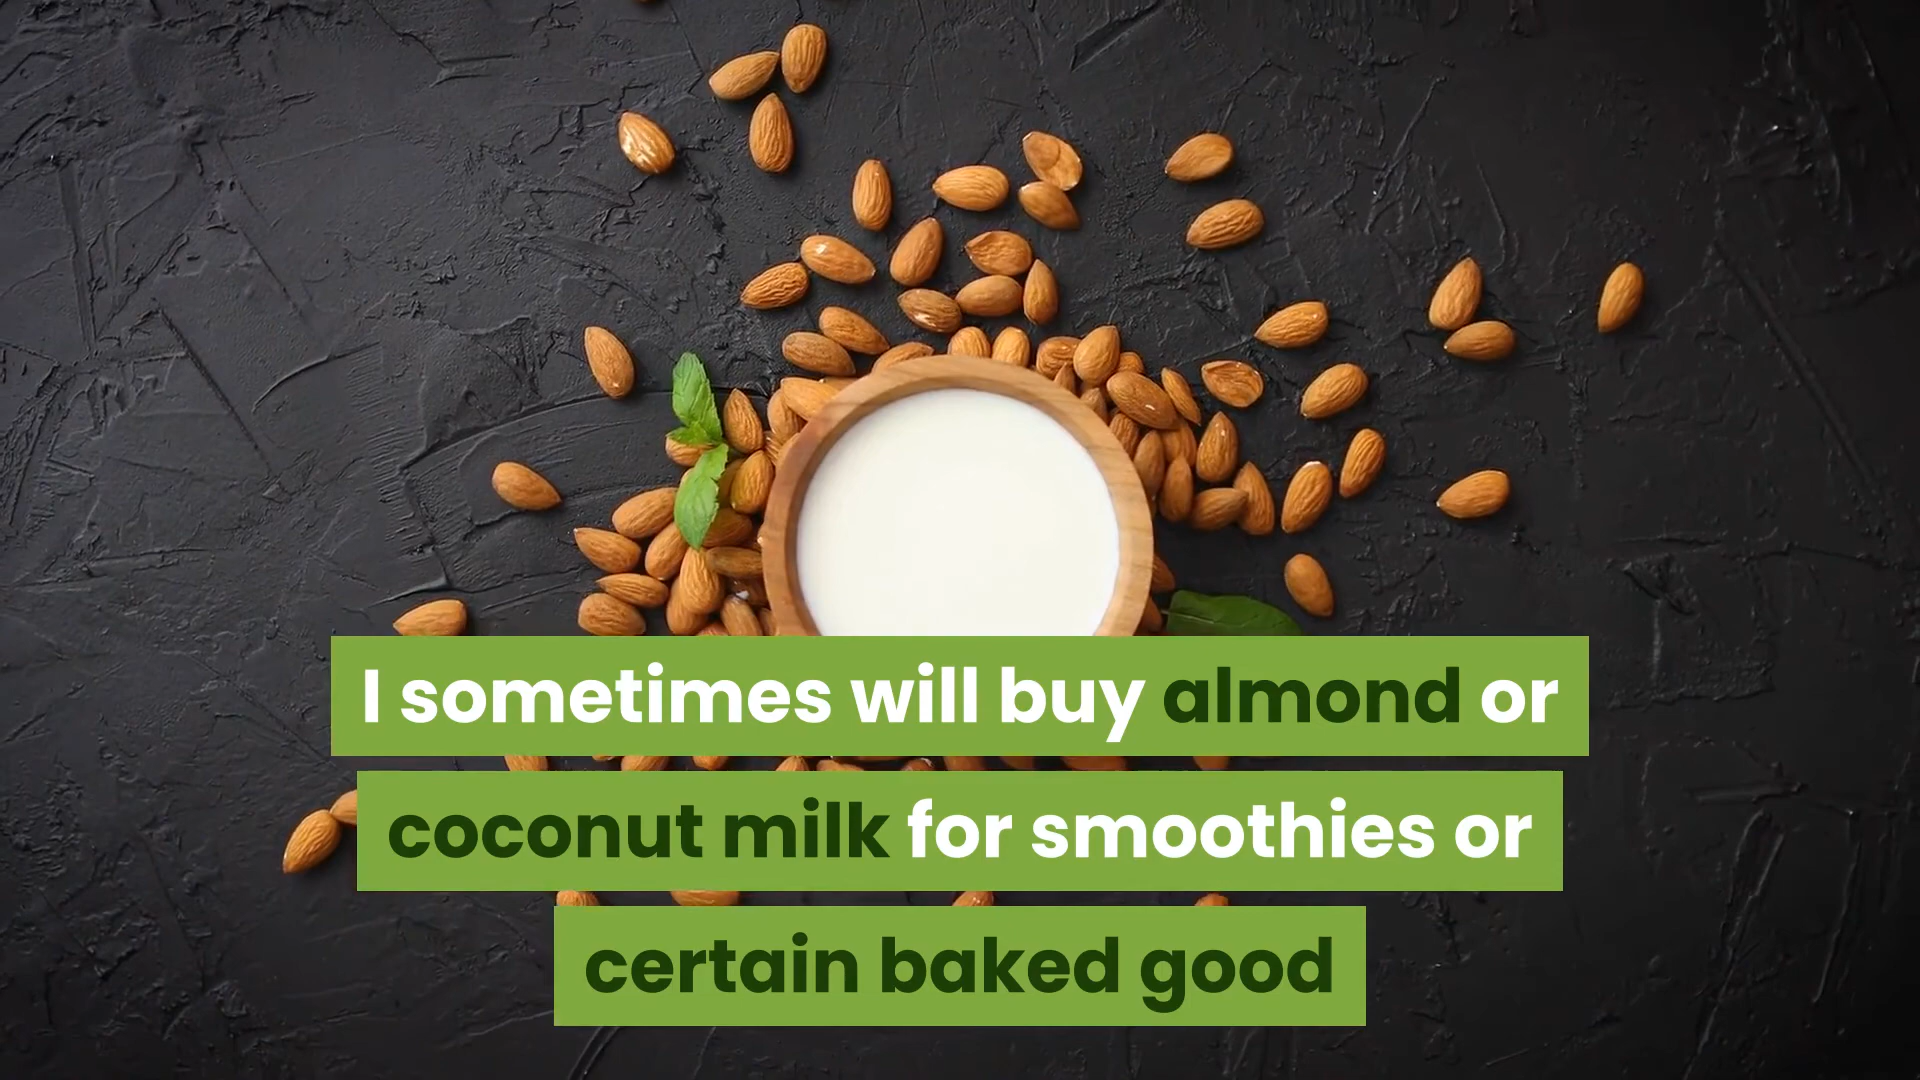 I sometimes will buy almond or
coconut milk for smoothies or
certain baked good